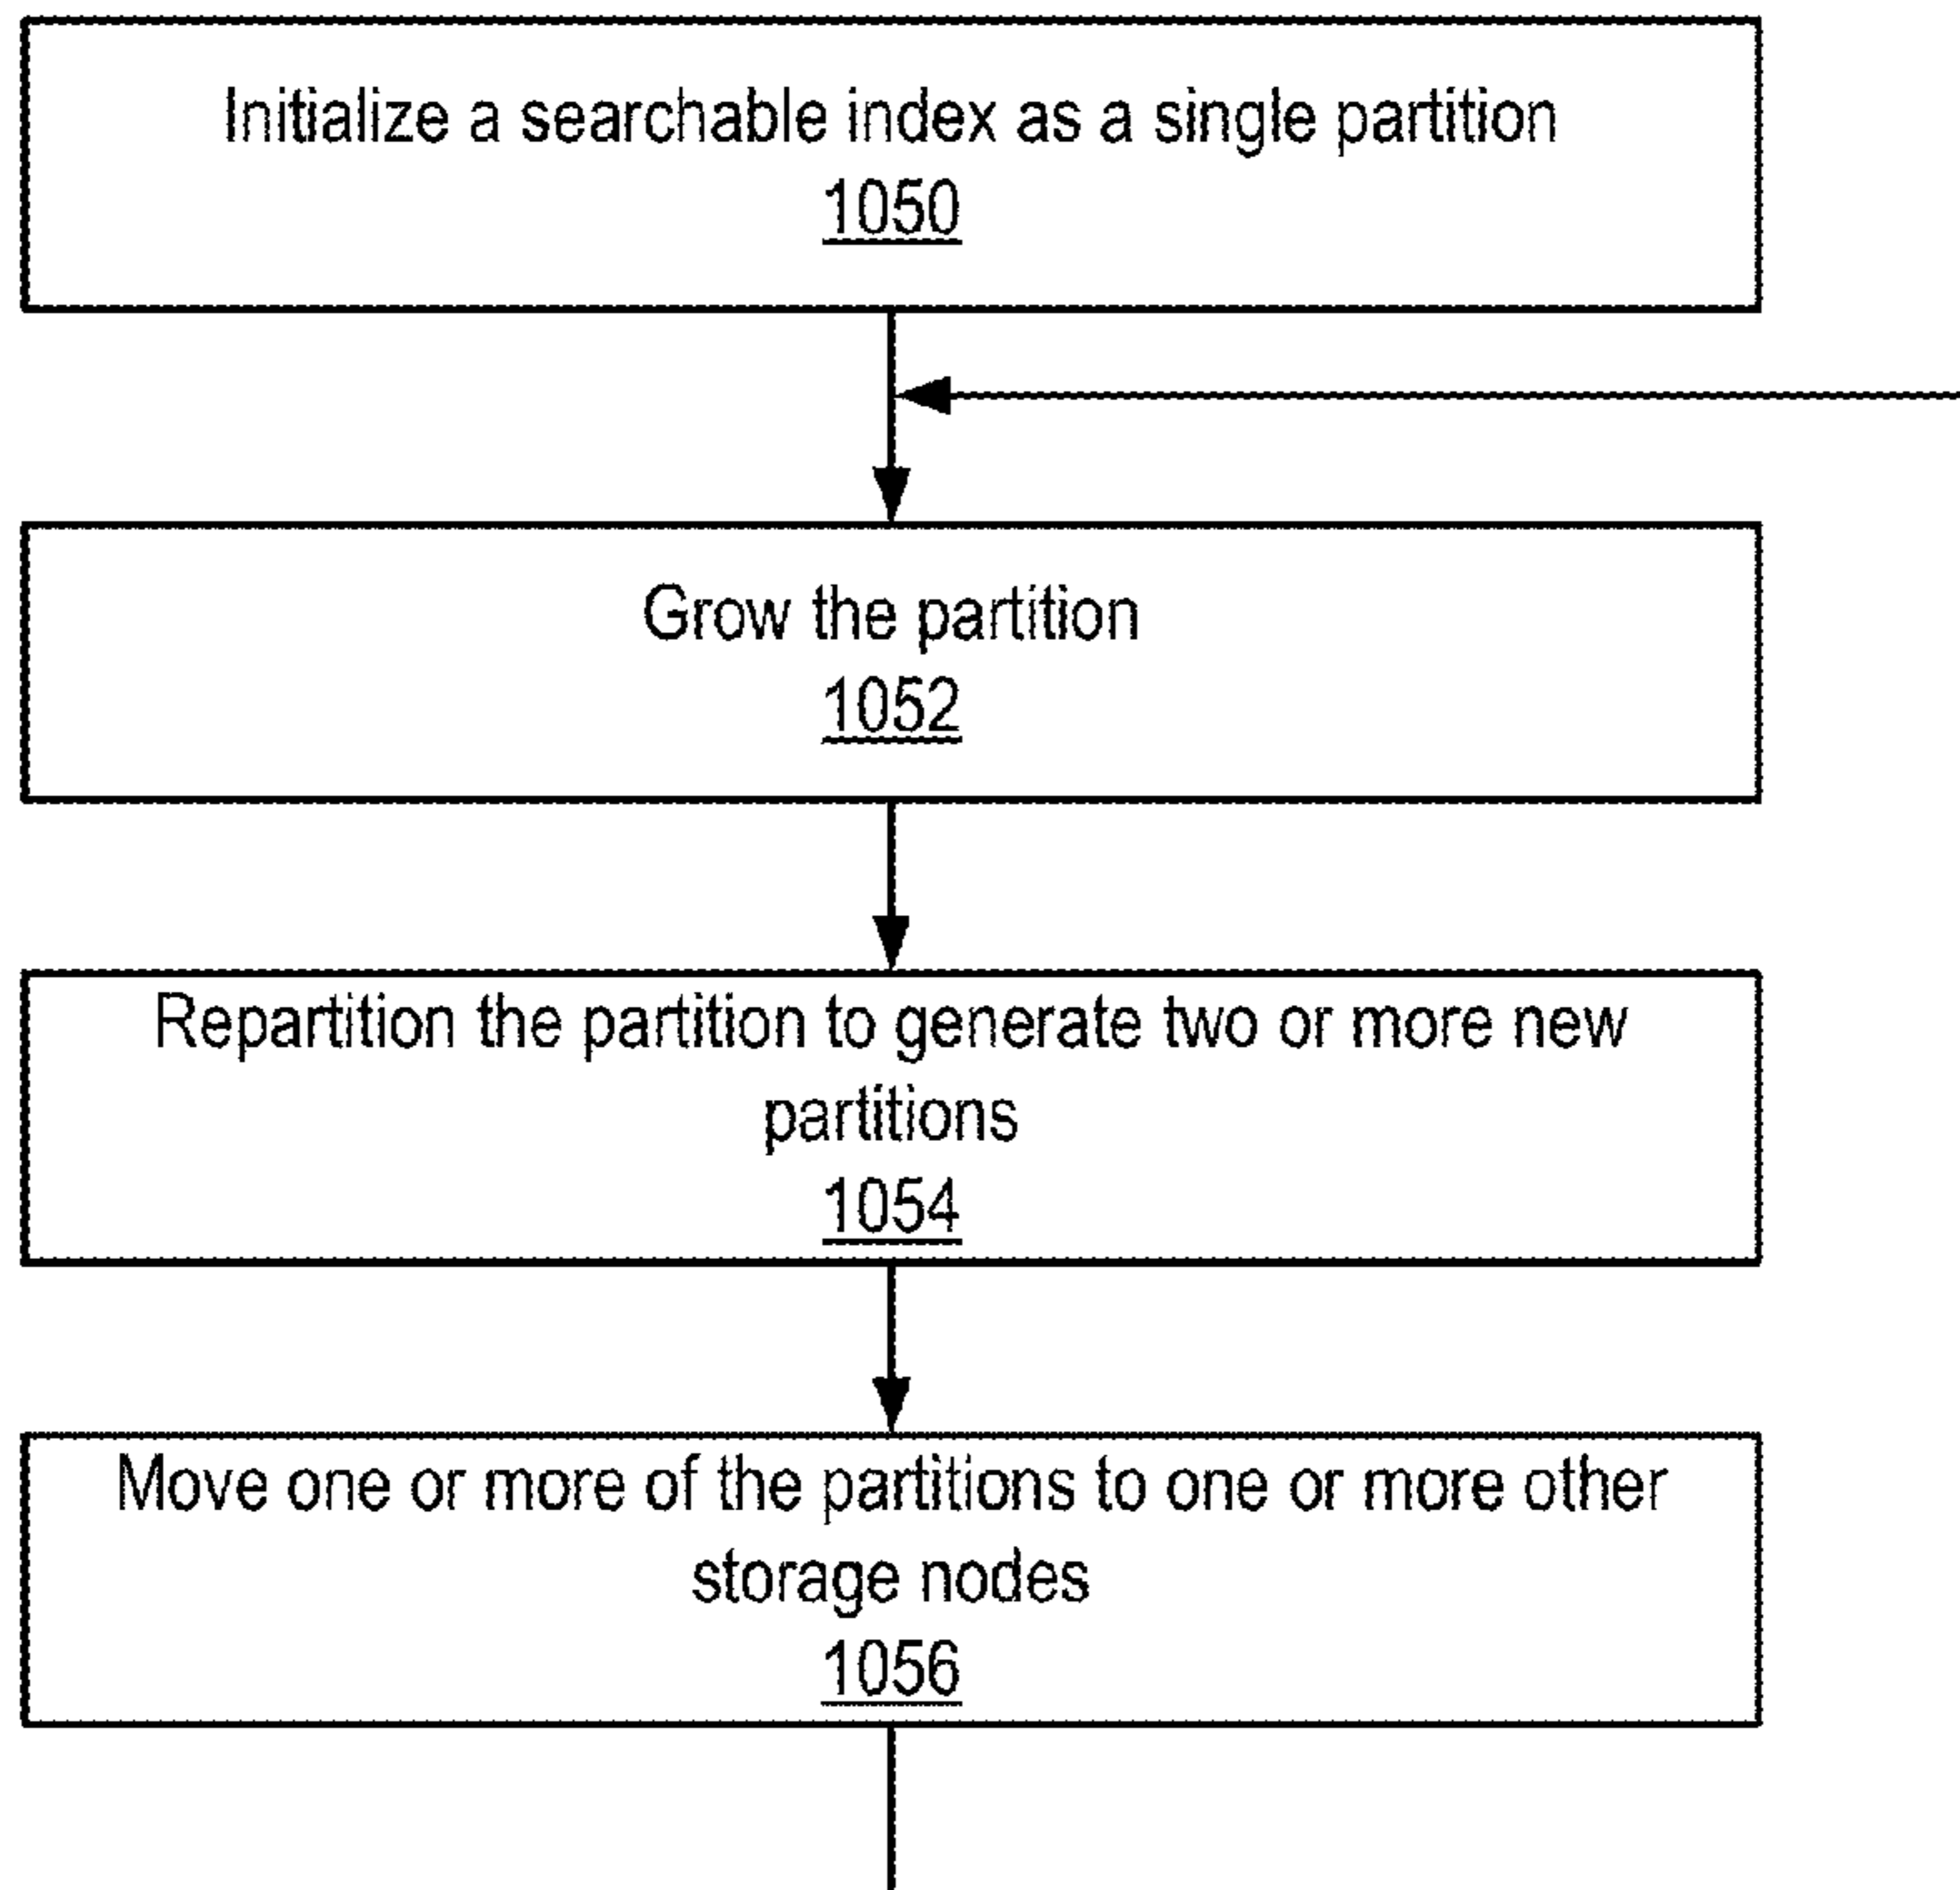 Initialize a searchable index as a single partition
1050
Grow the partition
1052
Repartition the partition to generate two or more new
partitions
1054
Move one or more of the partitions to one or more other
storage nodes
1056